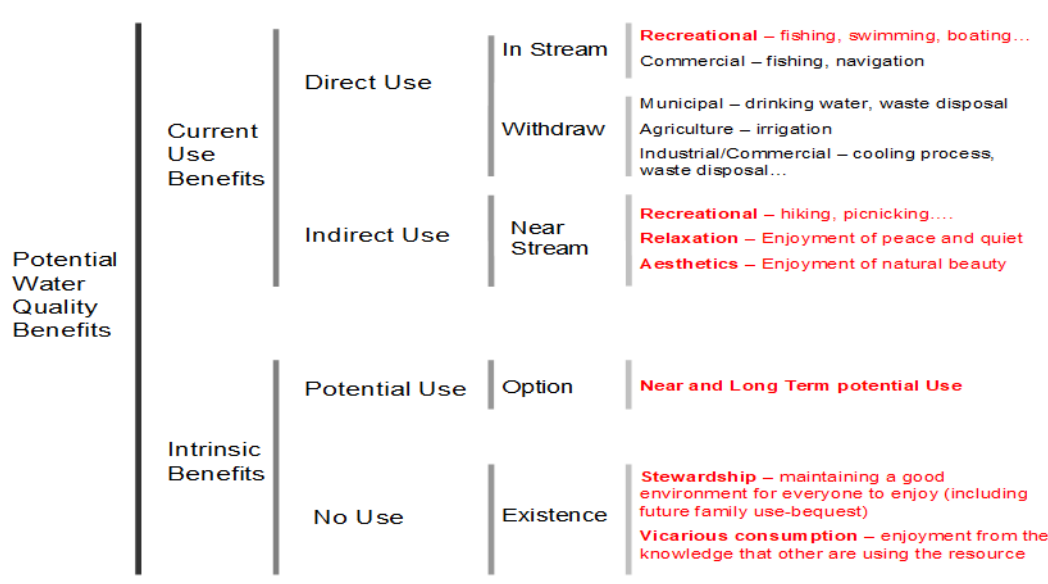 Potential
Water
Quality
Benefits
Current
Use
Benefits
Direct Use
In Stream
Recreational – fishing, swimming, boating…
Commercial – fishing, navigation
Withdraw
Municipal – drinking water, waste disposal
Agriculture – irrigation
Industrial/Commercial – cooling process,
waste disposal…
Indirect Use
Near
Stream
Recreational – hiking, picnicking….
Relaxation – Enjoyment of peace and quiet
Aesthetics – Enjoyment of natural beauty
Intrinsic
Benefits
Potential Use
Option
Near and Long Term potential Use
No Use
Existence
Stewardship – maintaining a good
environment for everyone to enjoy (including
future family use-bequest)
Vicarious consumption – enjoyment from the
knowledge that other are using the resource